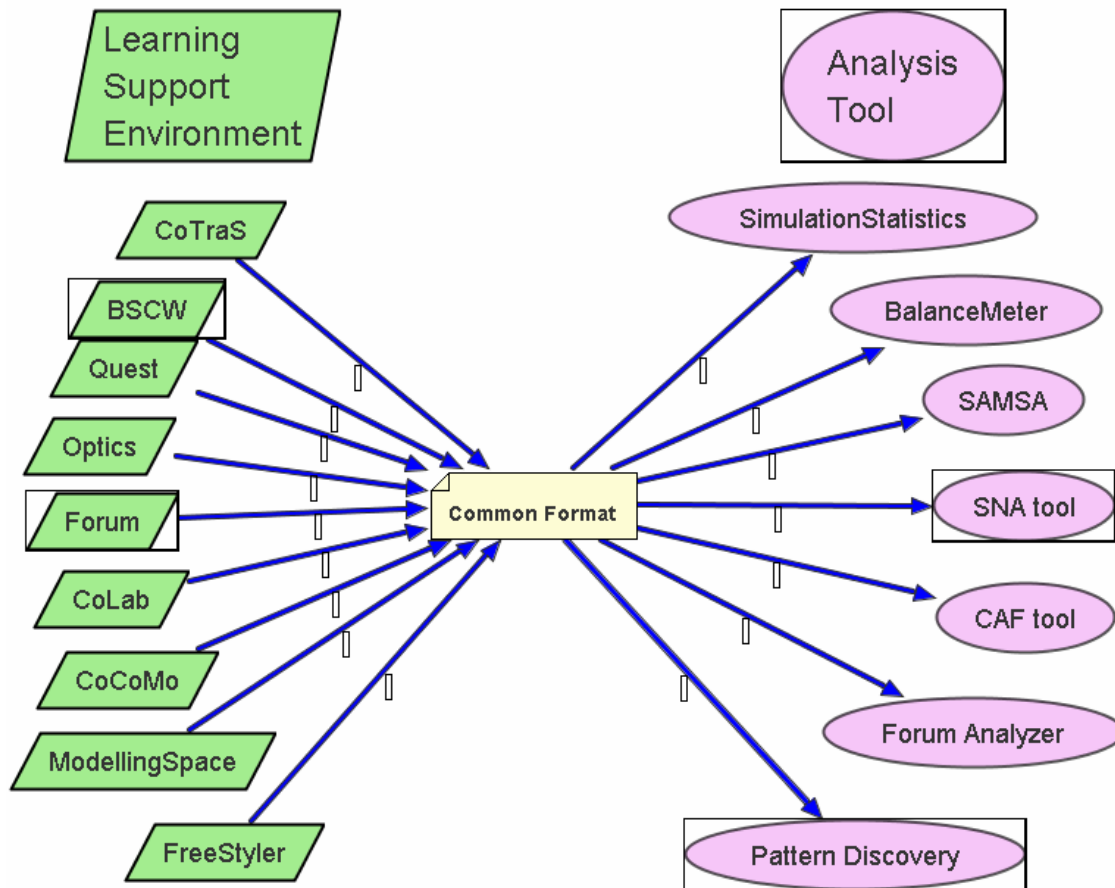 Learning
Support
Environment
Analysis
Tool
CoTraS
BSCW
Quest
Optics
Forum
CoLab
CoCoMo
ModellingSpace
FreeStyler
Common Format
SimulationStatistics
BalanceMeter
SAMSA
SNA tool
CAF tool
Forum Analyzer
Pattern Discovery